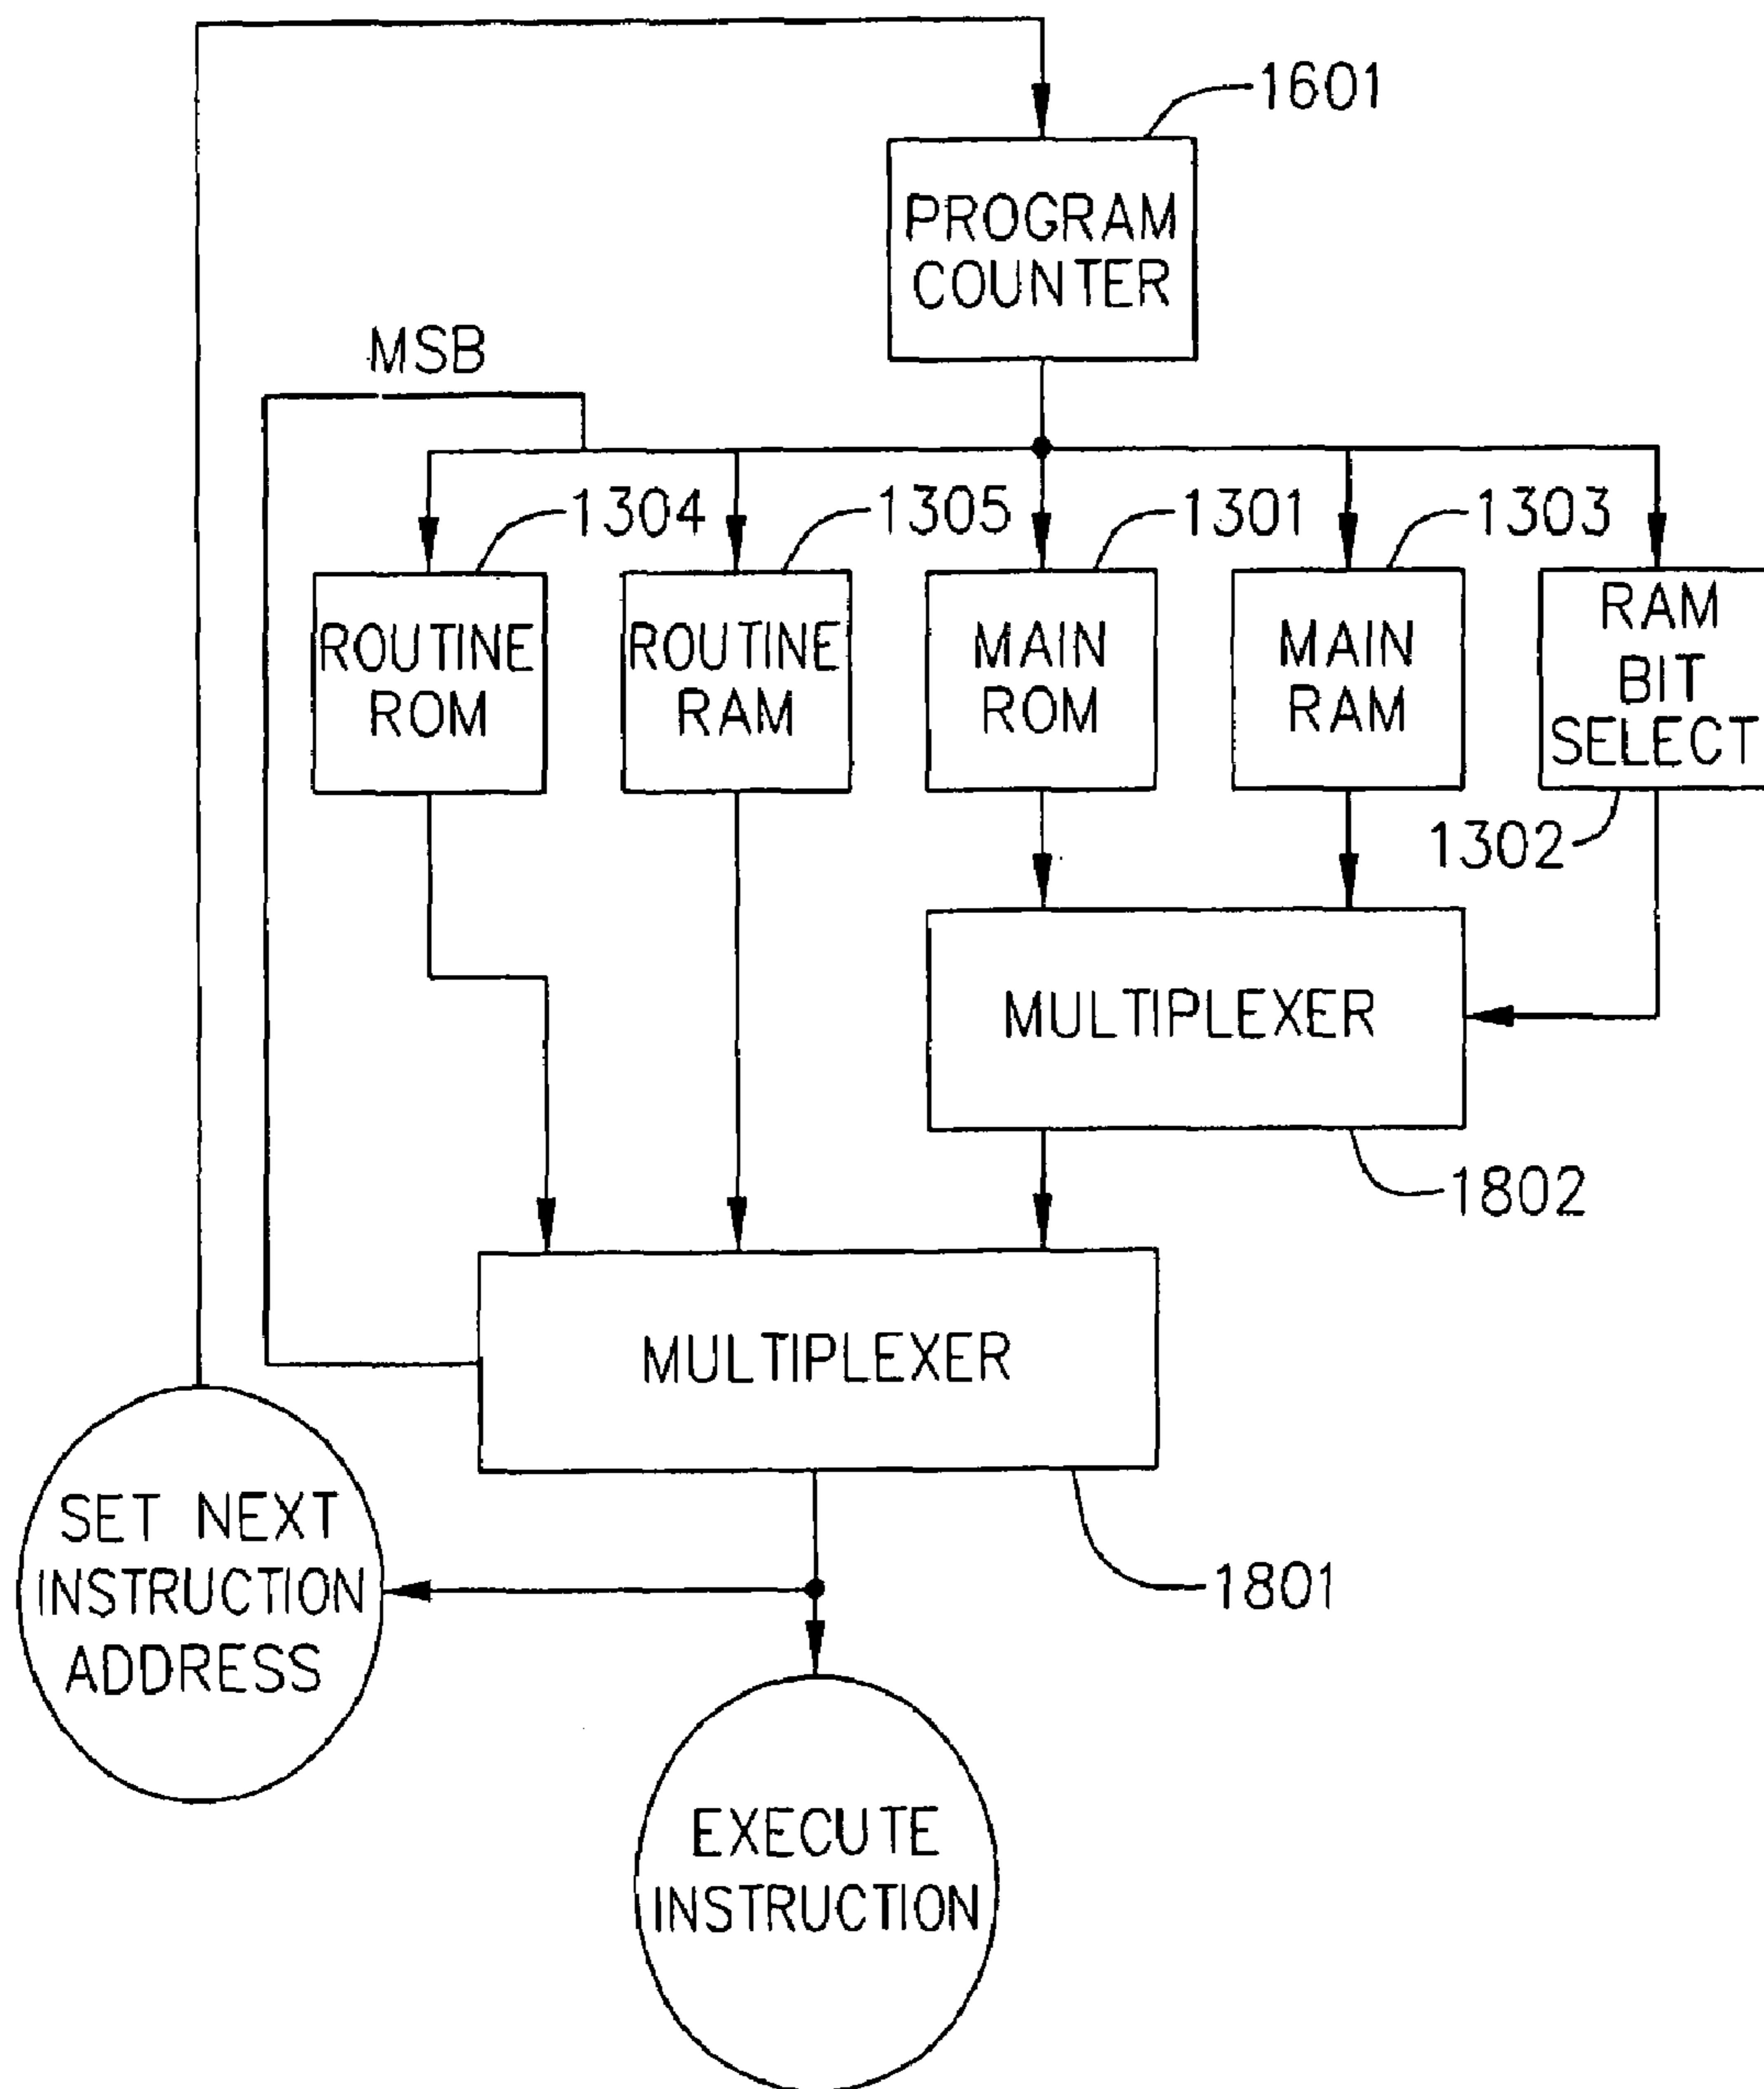 1601
PROGRAM
COUNTER
MSB
1304
1305
1301
1303
ROUTINE
ROM
ROUTINE
RAM
MAIN
ROM
MAIN
RAM
RAM
BIT
SELECT
1302
MULTIPLEXER
1802
MULTIPLEXER
1801
SET NEXT
INSTRUCTION
ADDRESS
EXECUTE
INSTRUCTION